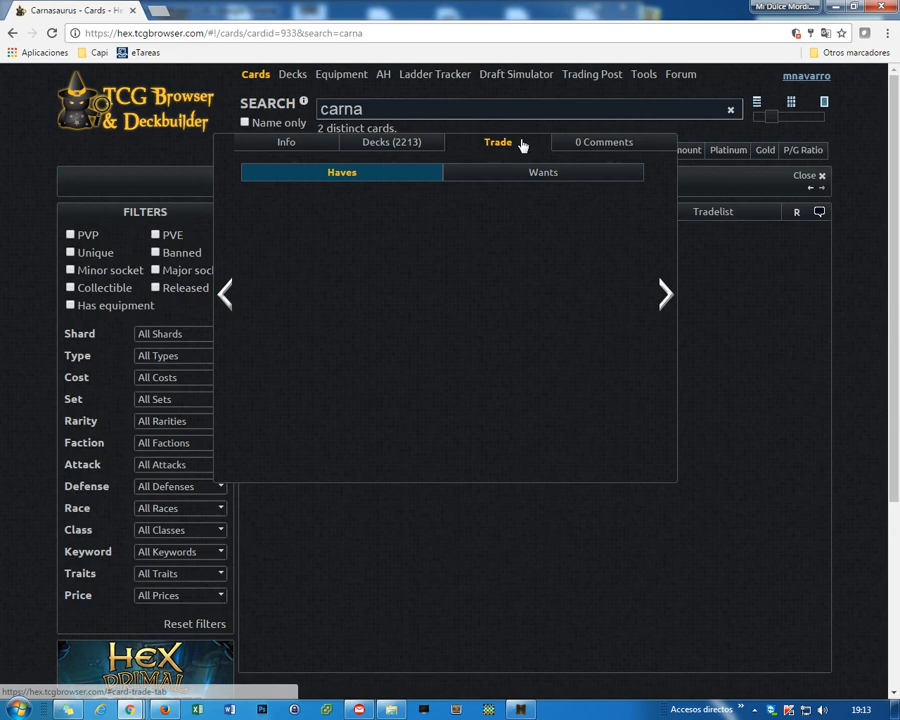 Carnasaurus - Cards - He
Mi Dulce Mordi...
https://hex.tcgbrowser.com/#!/cards/cardid=933&search=carna
Aplicaciones Capi eTareas Otros marcadores
TCG Browser
& Deckbuilder
Cards Decks Equipment AH Ladder Tracker Draft Simulator Trading Post Tools Forum mnavarro
SEARCH carna
Name only 2 distinct cards.
Info Decks (2213) Trade 0 Comments
mount Platinum Gold P/G Ratio
Haves Wants
Close
Tradelist R
FILTERS
PVP PVE
Unique Banned
Minor socket Major soc
Collectible Released
Has equipment
Shard All Shards
Type All Types
Cost All Costs
Set All Sets
Rarity All Rarities
Faction All Factions
Attack All Attacks
Defense All Defenses
Race All Races
Class All Classes
Keyword All Keywords
Traits All Traits
Price All Prices
Reset filters
HEX
PRIMAL
https://hex.tcgbrowser.com/#card-trade-tab
Accesos directos 19:13